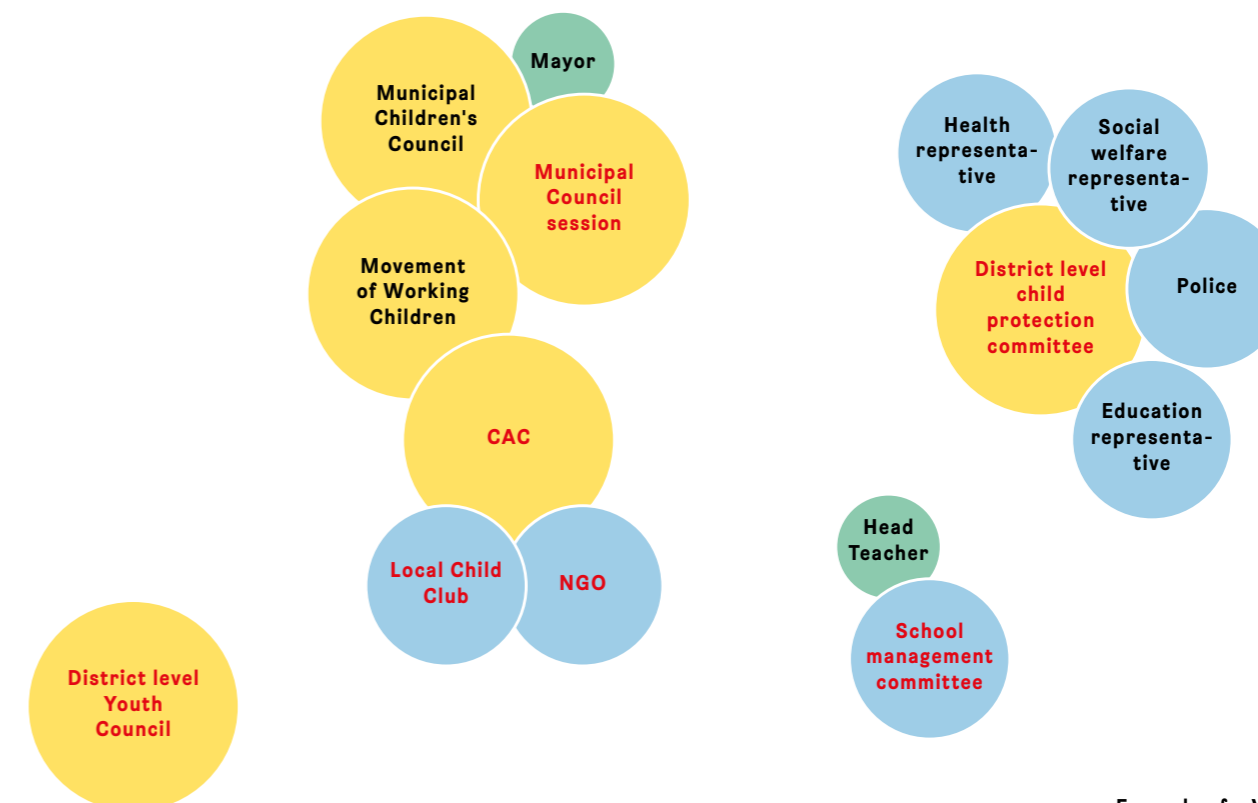 Mayor
Municipal
Children's
Council
Municipal
Council
session
Movement
of Working
Children
CAC
Local Child
Club
NGO
District level
Youth
Council
Health
representa-
tive
Social
welfare
representa-
tive
District level
child
protection
committee
Police
Education
representa-
tive
Head
Teacher
School
management
committee